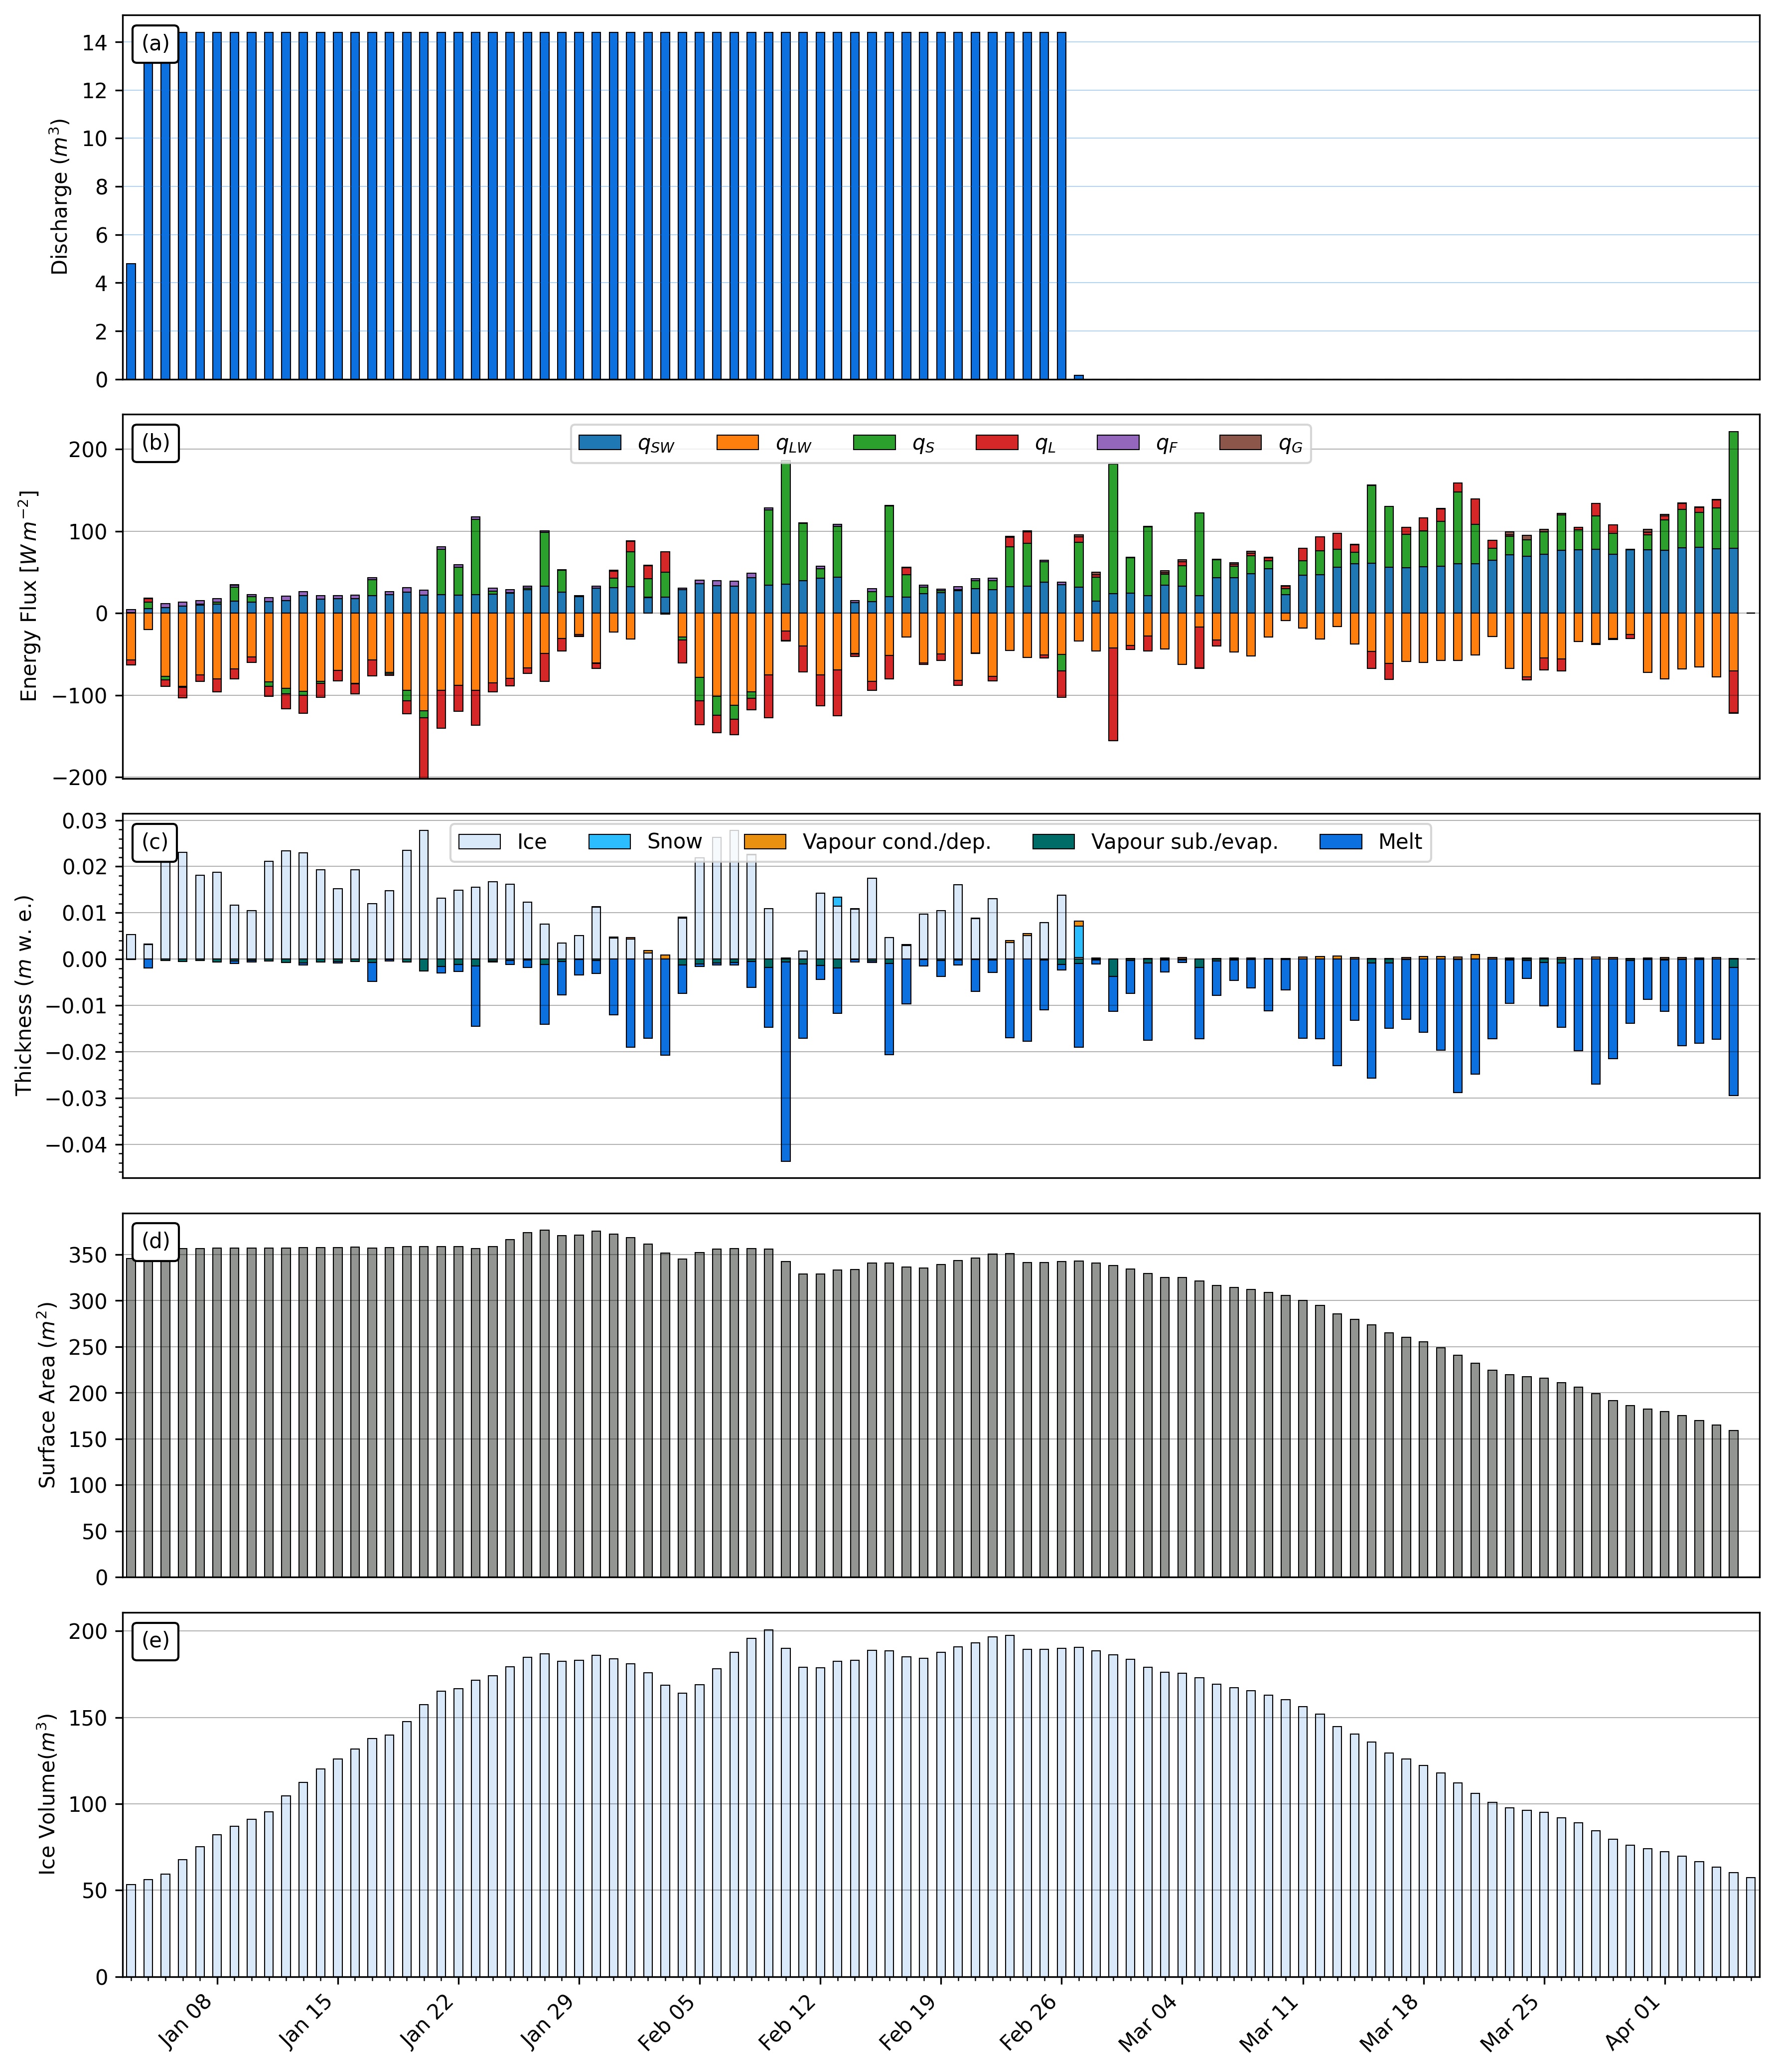 (a)
14
12
10
8
6
4
2
0
Discharge (m³)
(b)
q_SW q_LW q_S q_L q_F q_G
200
100
0
−100
−200
Energy Flux [W m⁻²]
(c)
Ice Snow Vapour cond./dep. Vapour sub./evap. Melt
0.03
0.02
0.01
0.00
−0.01
−0.02
−0.03
−0.04
Thickness (m w. e.)
(d)
350
300
250
200
150
100
50
0
Surface Area (m²)
(e)
200
150
100
50
0
Ice Volume(m³)
Jan 08 Jan 15 Jan 22 Jan 29 Feb 05 Feb 12 Feb 19 Feb 26 Mar 04 Mar 11 Mar 18 Mar 25 Apr 01